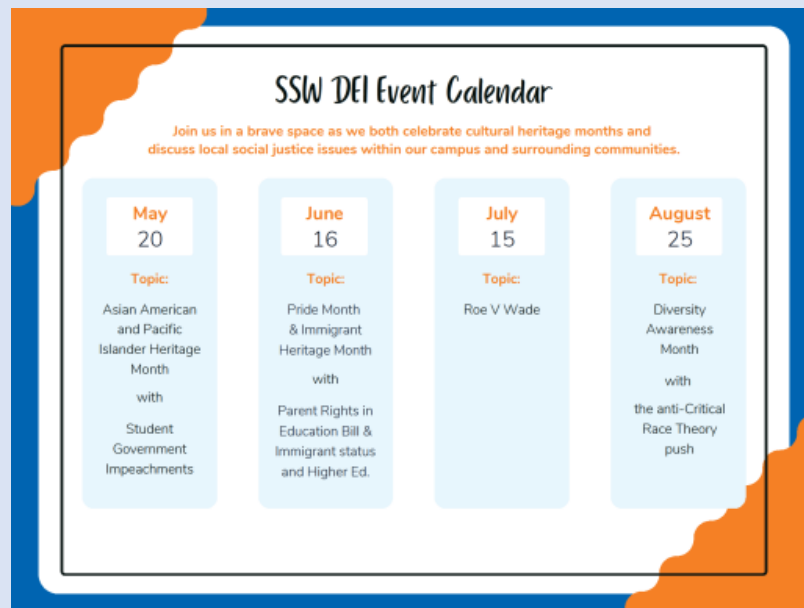 SSW DEI Event Calendar
Join us in a brave space as we both celebrate cultural heritage months and
discuss local social justice issues within our campus and surrounding communities.
May
20
Topic:
Asian American
and Pacific
Islander Heritage
Month
with
Student
Government
Impeachments
June
16
Topic:
Pride Month
& Immigrant
Heritage Month
with
Parent Rights in
Education Bill &
Immigrant status
and Higher Ed.
July
15
Topic:
Roe V Wade
August
25
Topic:
Diversity
Awareness
Month
with
the anti-Critical
Race Theory
push